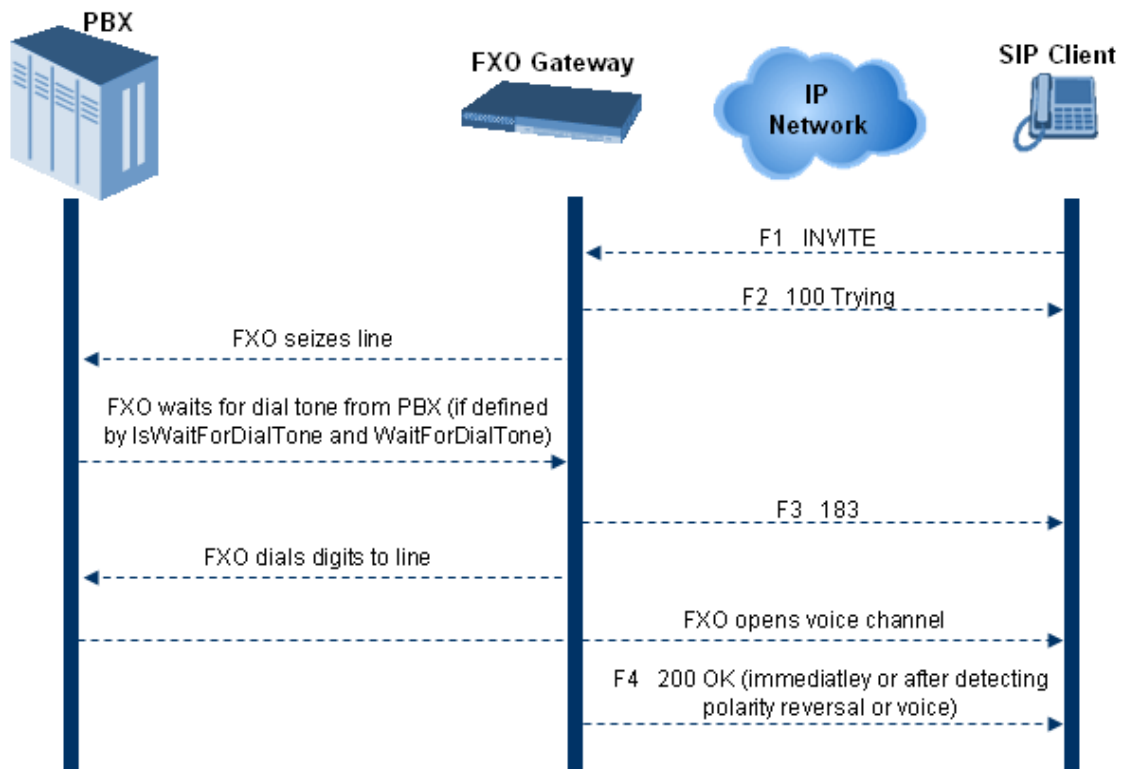 PBX
FXO Gateway
IP
Network
SIP Client
F1 INVITE
F2 100 Trying
FXO seizes line
FXO waits for dial tone from PBX (if defined
by IsWaitForDialTone and WaitForDialTone)
F3 183
FXO dials digits to line
FXO opens voice channel
F4 200 OK (immediatley or after detecting
polarity reversal or voice)